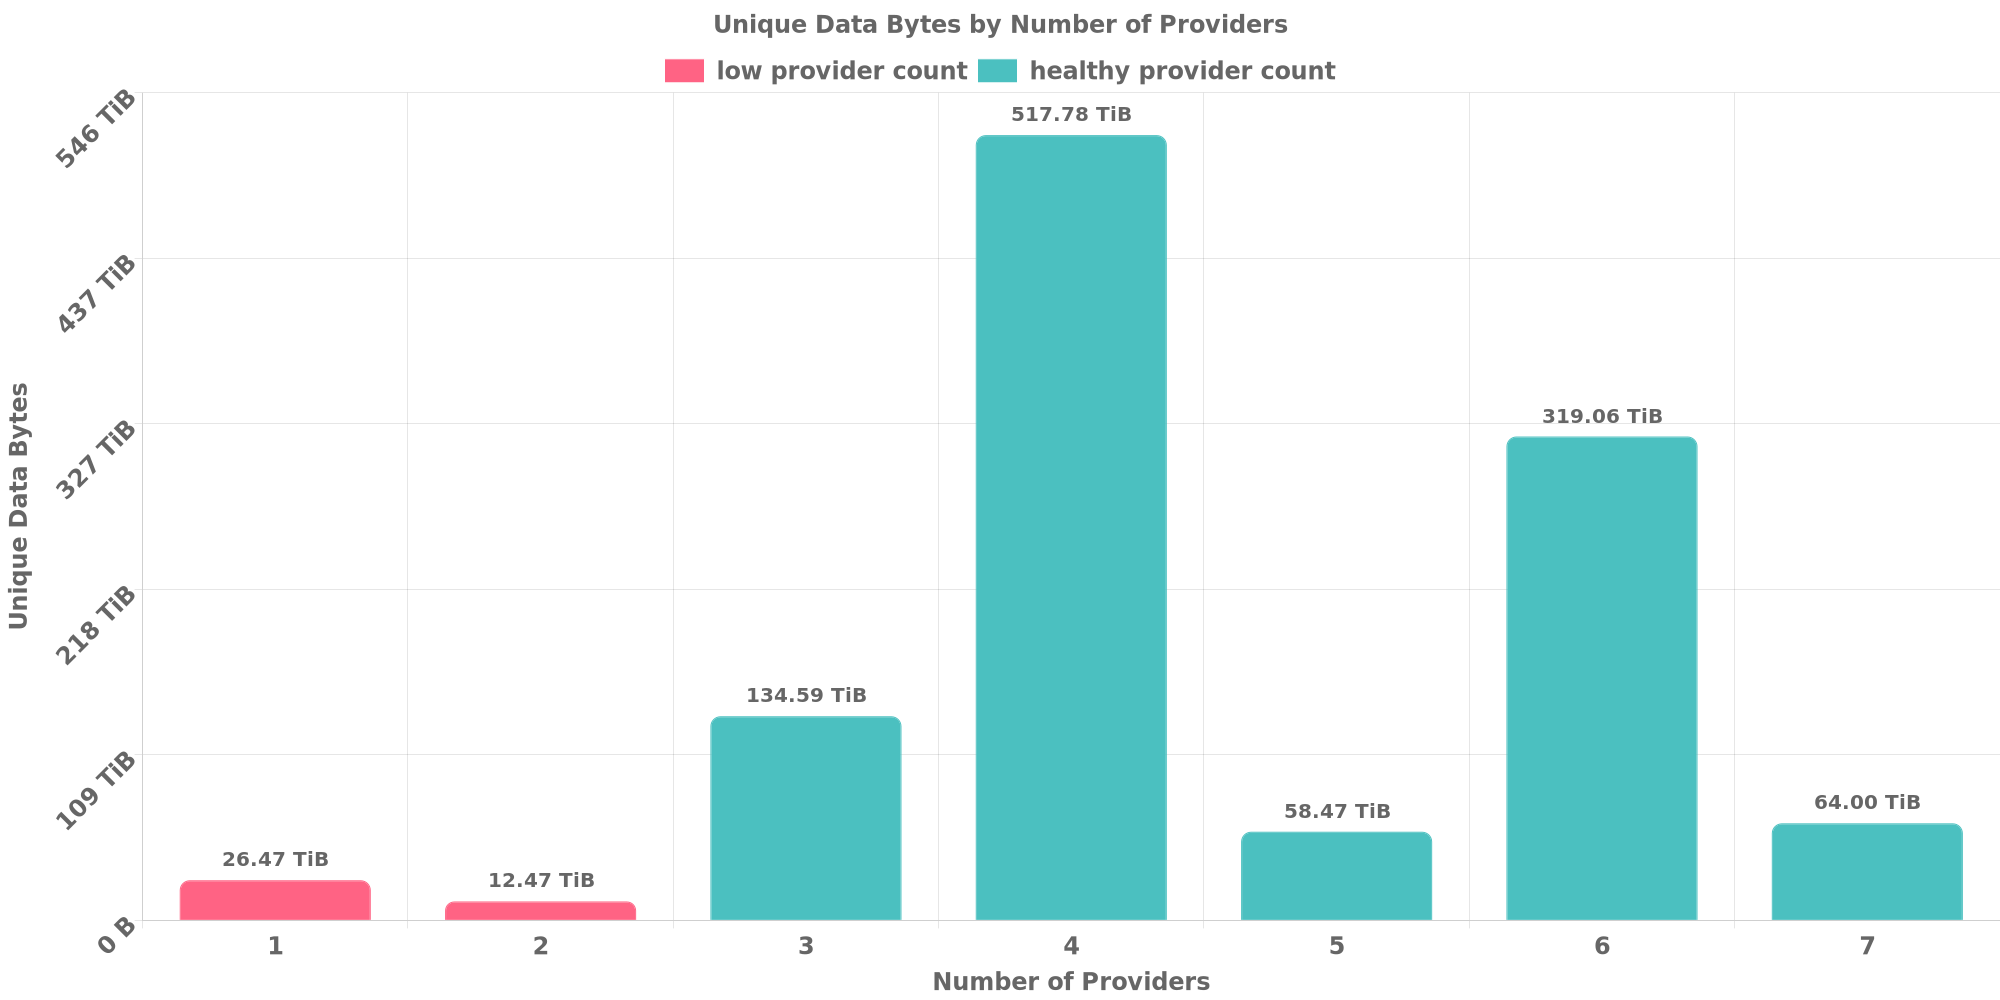 Unique Data Bytes by Number of Providers
low provider count healthy provider count
546 TiB
437 TiB
327 TiB
218 TiB
109 TiB
0 B
Unique Data Bytes
26.47 TiB
12.47 TiB
134.59 TiB
517.78 TiB
58.47 TiB
319.06 TiB
64.00 TiB
1 2 3 4 5 6 7
Number of Providers